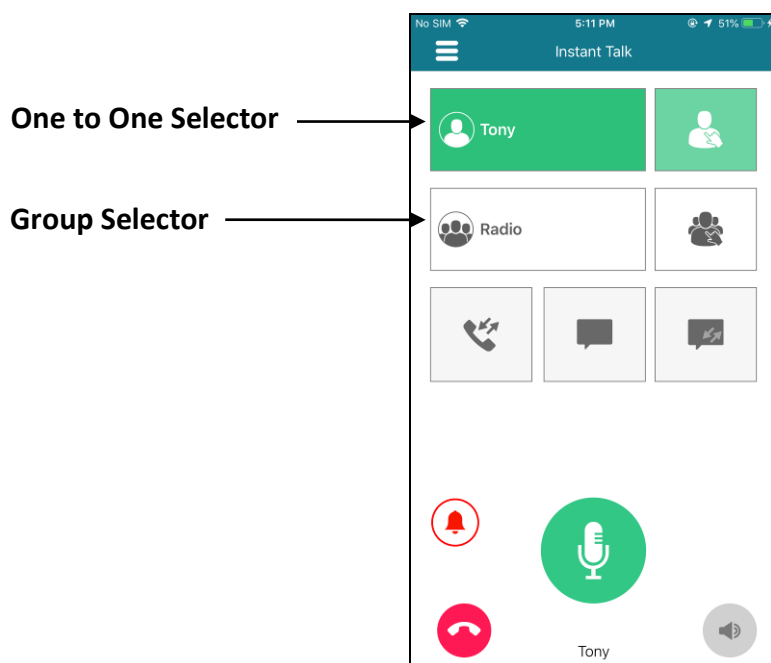 No SIM 5:11 PM 51%
Instant Talk
One to One Selector
Tony
Group Selector
Radio
Tony